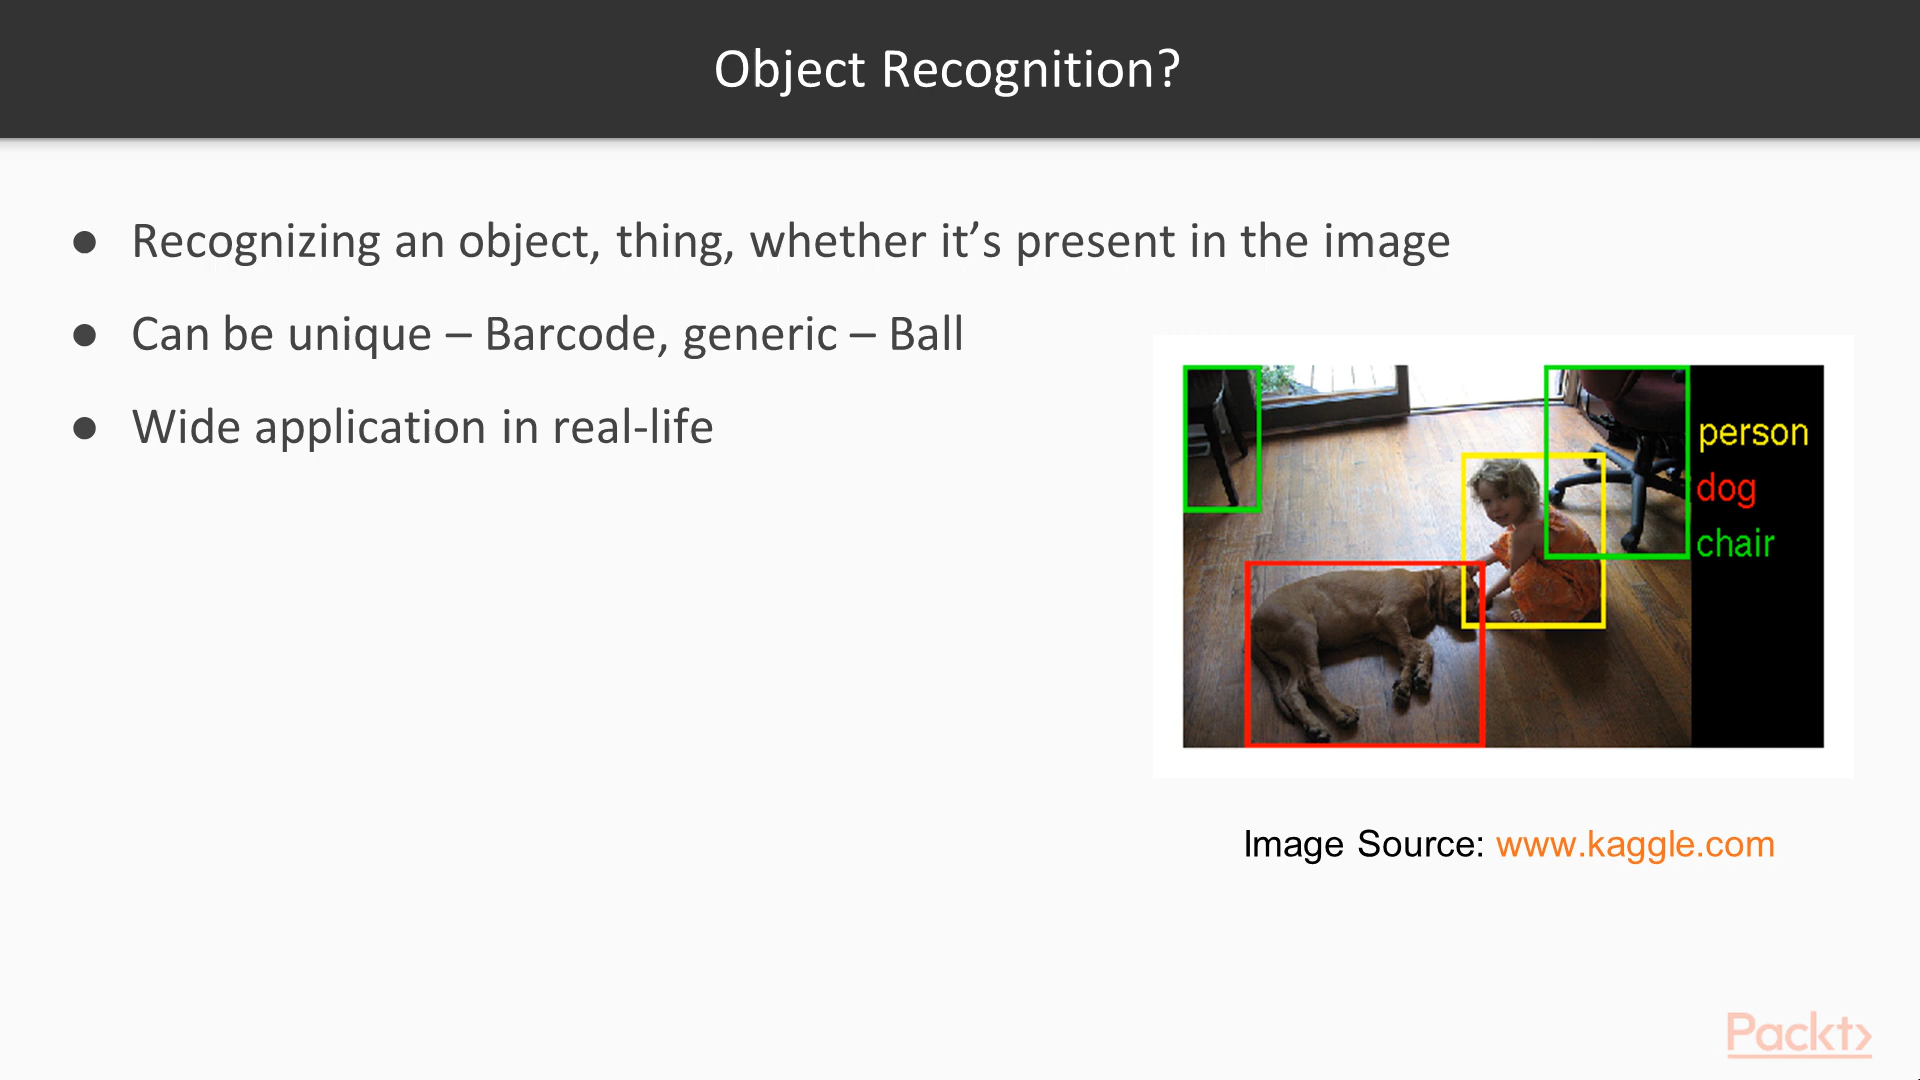 Object Recognition?
● Recognizing an object, thing, whether it’s present in the image
● Can be unique – Barcode, generic – Ball
● Wide application in real-life
person
dog
chair
Image Source: www.kaggle.com
Packt>